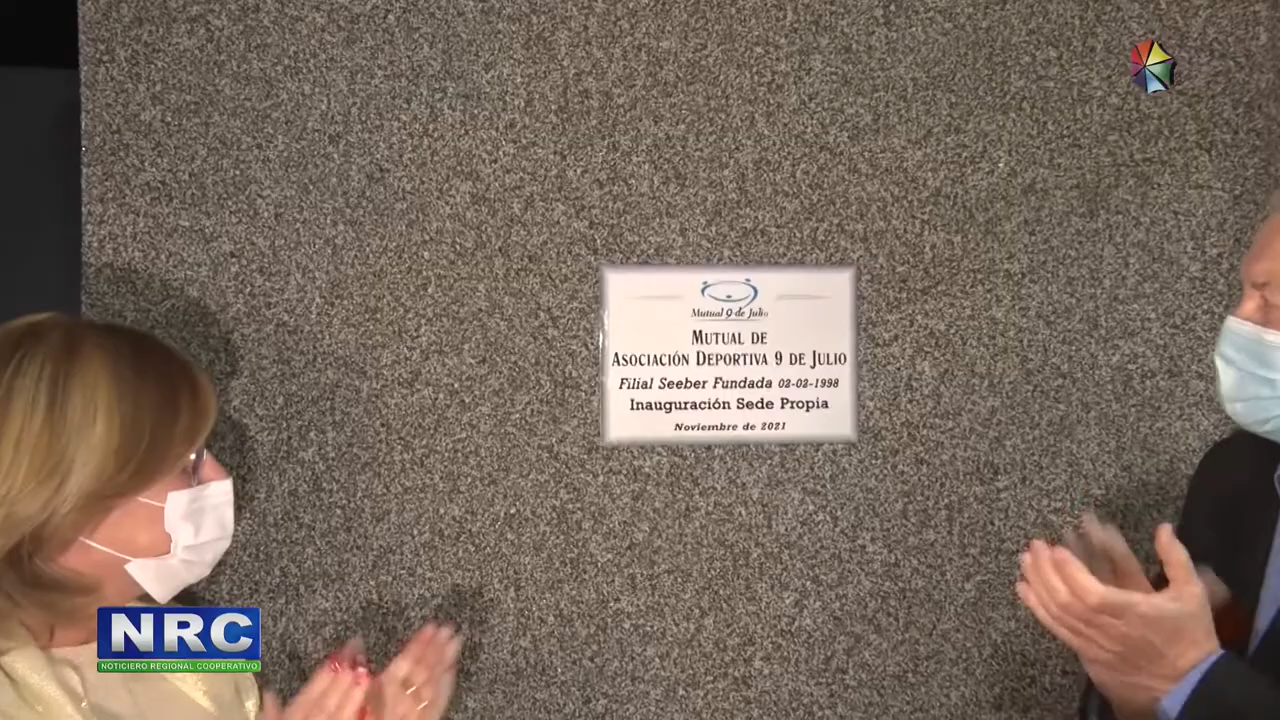 Mutual 9 de Julio
MUTUAL DE
ASOCIACIÓN DEPORTIVA 9 DE JULIO
Filial Seeber Fundada 02-02-1998
Inauguración Sede Propia
Noviembre de 2021
NRC
NOTICIERO REGIONAL COOPERATIVO